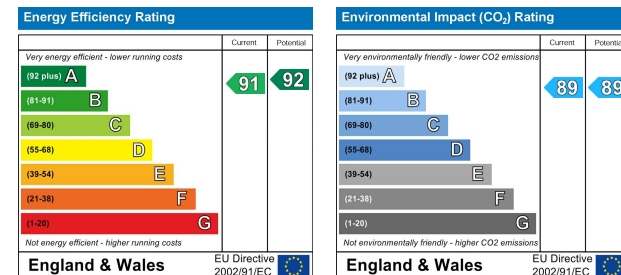 Energy Efficiency Rating
Current Potential
Very energy efficient - lower running costs
(92 plus) A
91 92
(81-91) B
(69-80) C
(55-68) D
(39-54) E
(21-38) F
(1-20) G
Not energy efficient - higher running costs
England & Wales
EU Directive
2002/91/EC
Environmental Impact (CO₂) Rating
Current Potentia
Very environmentally friendly - lower CO2 emissions
(92 plus) A
89 89
(81-91) B
(69-80) C
(55-68) D
(39-54) E
(21-38) F
(1-20) G
Not environmentally friendly - higher CO2 emissions
England & Wales
EU Directive
2002/91/EC